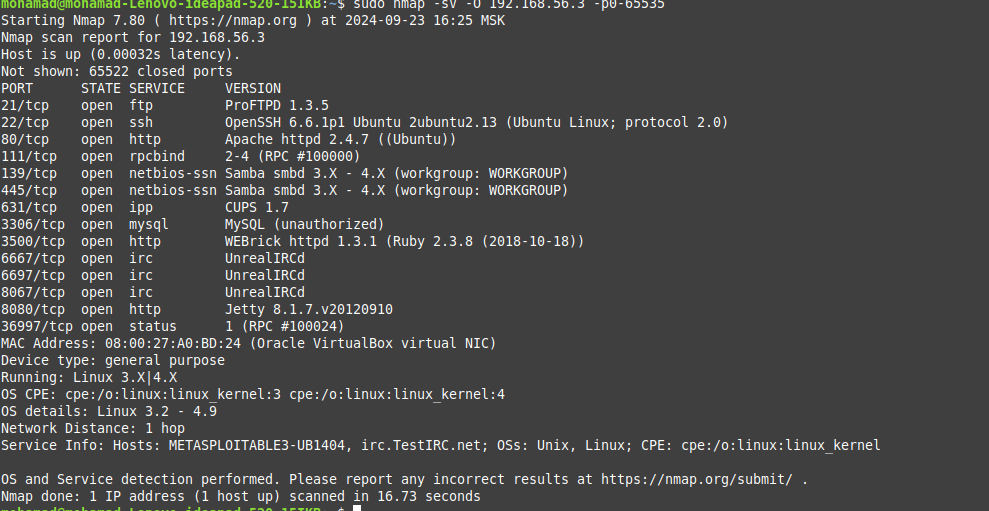 mohamad@mohamad-Lenovo-ideapad-520-15IKB:~$ sudo nmap -sV -O 192.168.56.3 -p0-65535
Starting Nmap 7.80 ( https://nmap.org ) at 2024-09-23 16:25 MSK
Nmap scan report for 192.168.56.3
Host is up (0.00032s latency).
Not shown: 65522 closed ports
PORT      STATE SERVICE     VERSION
21/tcp    open  ftp         ProFTPD 1.3.5
22/tcp    open  ssh         OpenSSH 6.6.1p1 Ubuntu 2ubuntu2.13 (Ubuntu Linux; protocol 2.0)
80/tcp    open  http        Apache httpd 2.4.7 ((Ubuntu))
111/tcp   open  rpcbind     2-4 (RPC #100000)
139/tcp   open  netbios-ssn Samba smbd 3.X - 4.X (workgroup: WORKGROUP)
445/tcp   open  netbios-ssn Samba smbd 3.X - 4.X (workgroup: WORKGROUP)
631/tcp   open  ipp         CUPS 1.7
3306/tcp  open  mysql       MySQL (unauthorized)
3500/tcp  open  http        WEBrick httpd 1.3.1 (Ruby 2.3.8 (2018-10-18))
6667/tcp  open  irc         UnrealIRCd
6697/tcp  open  irc         UnrealIRCd
8067/tcp  open  irc         UnrealIRCd
8080/tcp  open  http        Jetty 8.1.7.v20120910
36997/tcp open  status      1 (RPC #100024)
MAC Address: 08:00:27:A0:BD:24 (Oracle VirtualBox virtual NIC)
Device type: general purpose
Running: Linux 3.X|4.X
OS CPE: cpe:/o:linux:linux_kernel:3 cpe:/o:linux:linux_kernel:4
OS details: Linux 3.2 - 4.9
Network Distance: 1 hop
Service Info: Hosts: METASPLOITABLE3-UB1404, irc.TestIRC.net; OSs: Unix, Linux; CPE: cpe:/o:linux:linux_kernel
OS and Service detection performed. Please report any incorrect results at https://nmap.org/submit/ .
Nmap done: 1 IP address (1 host up) scanned in 16.73 seconds
mohamad@mohamad-Lenovo-ideapad-520-15IKB:~$